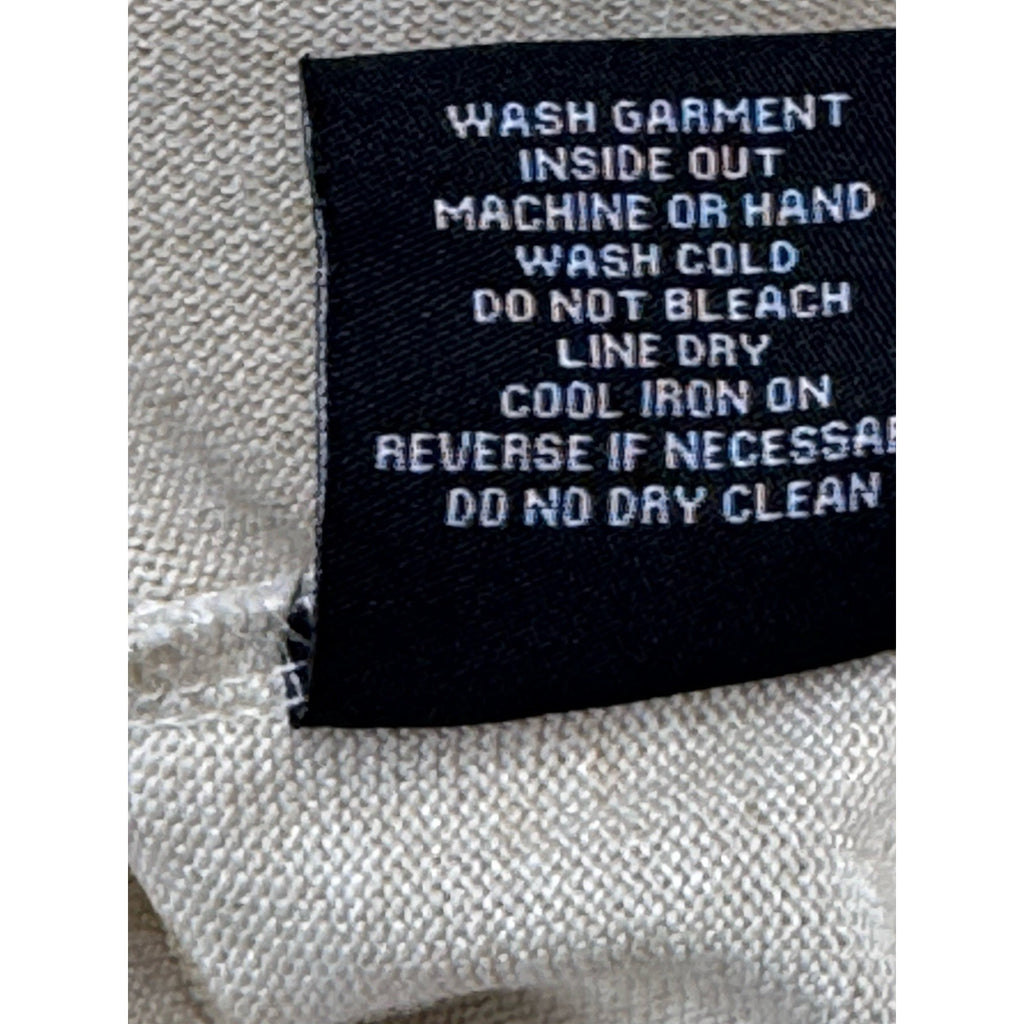 WASH GARMENT
INSIDE OUT
MACHINE OR HAND
WASH COLD
DO NOT BLEACH
LINE DRY
COOL IRON ON
REVERSE IF
DO NO DRY CLEAN